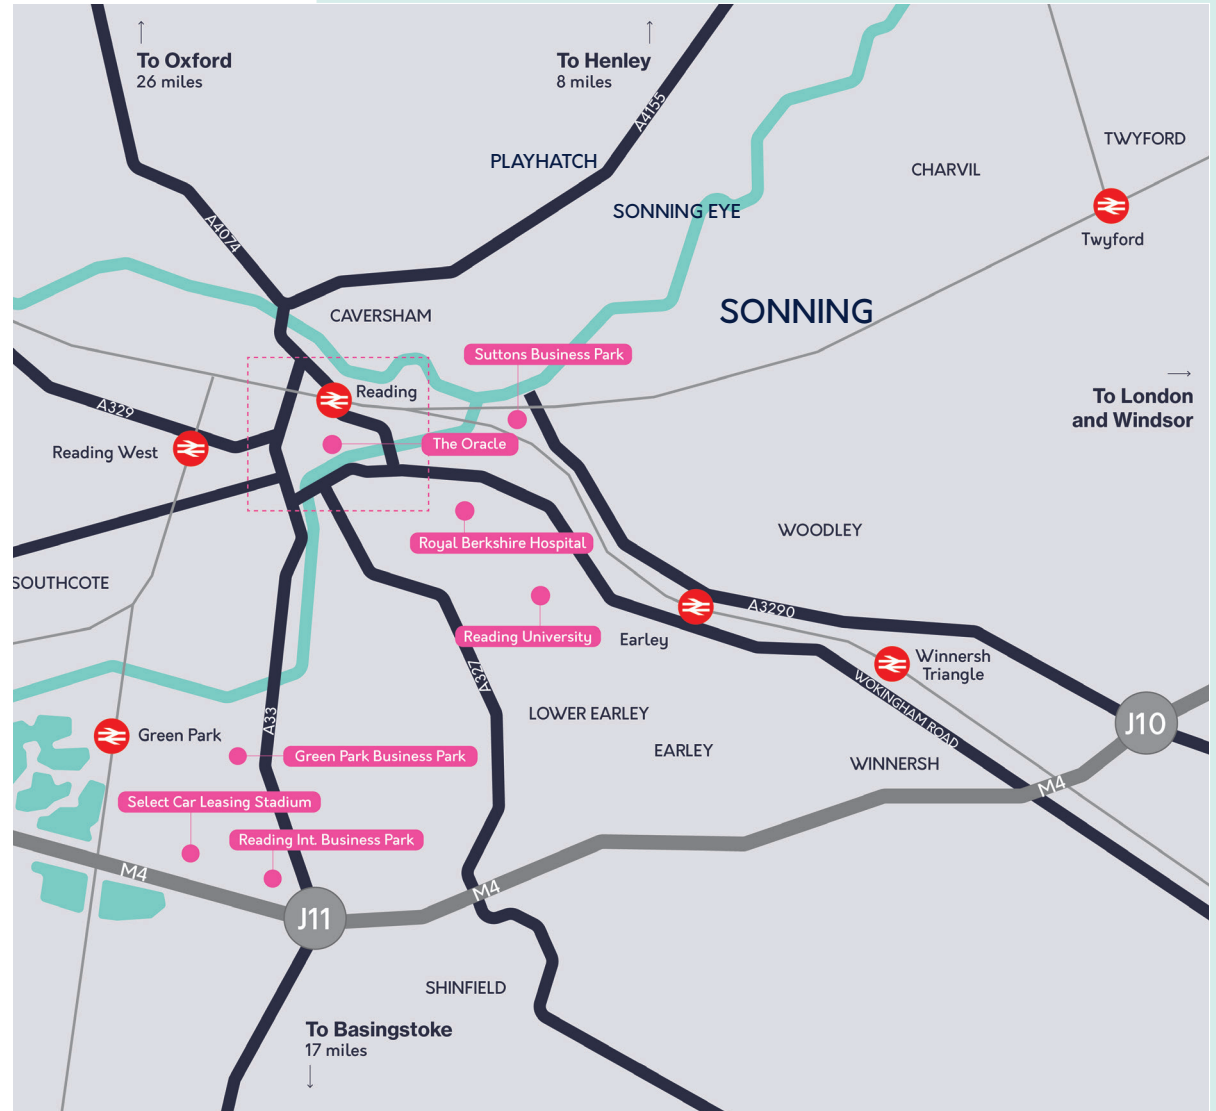 To Oxford
26 miles
To Henley
8 miles
A4155
TWYFORD
PLAYHATCH
CHARVIL
SONNING EYE
A4074
Twyford
SONNING
CAVERSHAM
Suttons Business Park
Reading
To London
and Windsor
A329
The Oracle
Reading West
WOODLEY
Royal Berkshire Hospital
SOUTHCOTE
A3290
Reading University
Earley
Winnersh
Triangle
A327
WOKINGHAM ROAD
LOWER EARLEY
A33
J10
Green Park
EARLEY
Green Park Business Park
WINNERSH
M4
Select Car Leasing Stadium
Reading Int. Business Park
M4
M4
J11
SHINFIELD
To Basingstoke
17 miles